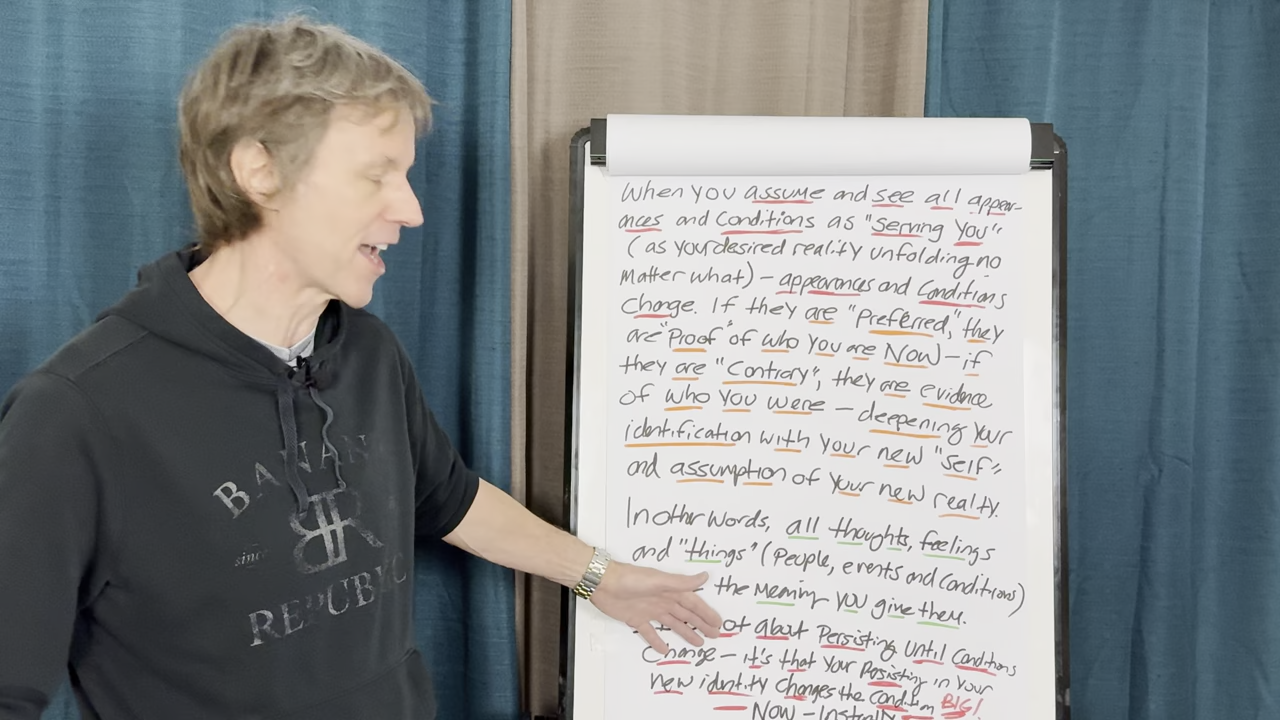 BANANA
since
REPUBLIC
When you assume and see all appear-
ances and Conditions as "Serving You"
(as your desired reality unfolding no
matter what) – appearances and Conditions
Change. If they are "Preferred," they
are "Proof" of who you are NOW – if
they are "Contrary", they are evidence
of who you were – deepening your
identification with your new "self"
and assumption of your new realty.
In other words, all thoughts, feelings
and "things" (People, events and conditions)
the meaning you give them.
not about Persisting until conditions
Change – it's that your Persisting in your
new identity changes the condition BIG!
Now –